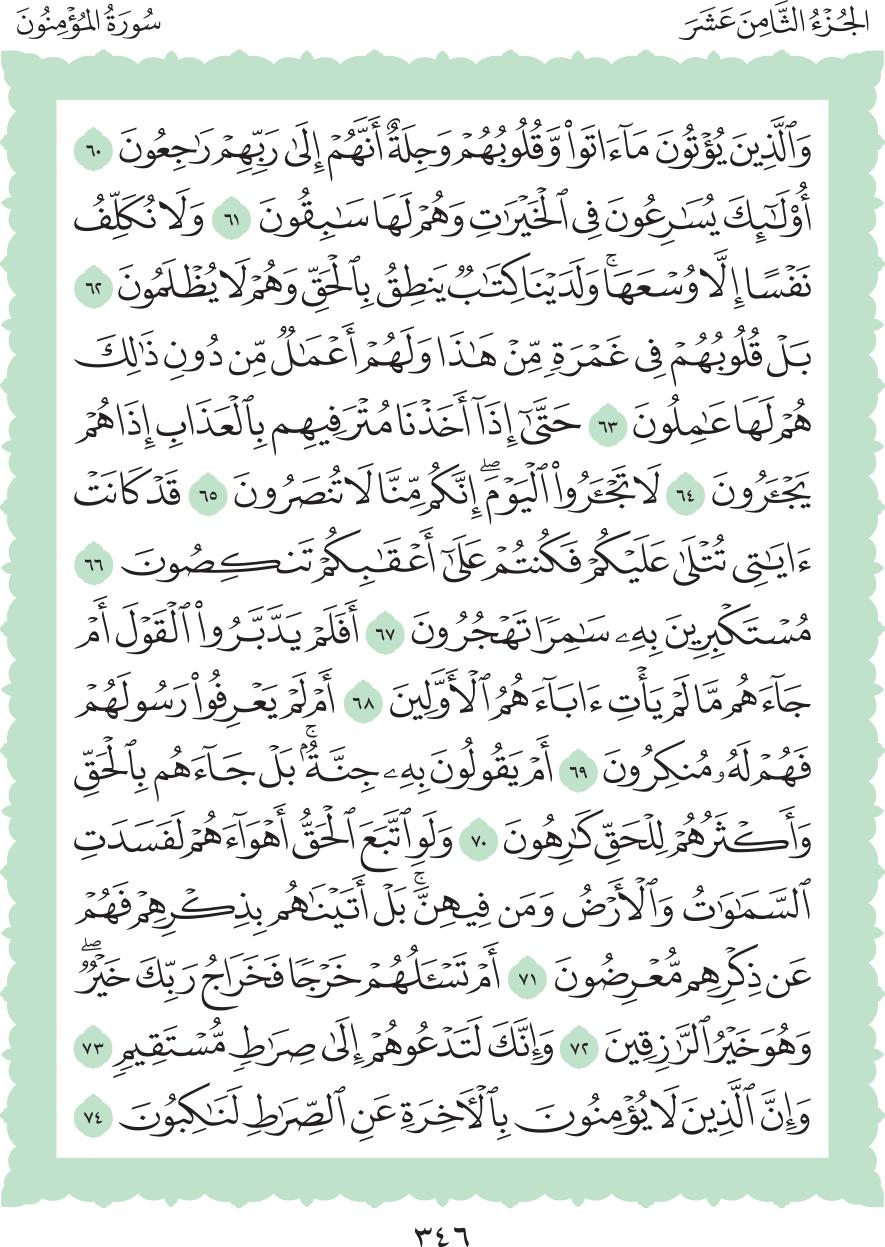 الجُزْءُ الثَّامِنَ عَشَرَ
سُورَةُ المُؤْمِنُونَ
وَٱلَّذِينَ يُؤْتُونَ مَآ ءَاتَوا۟ وَّقُلُوبُهُمْ وَجِلَةٌ أَنَّهُمْ إِلَىٰ رَبِّهِمْ رَٰجِعُونَ ٦٠
أُو۟لَٰٓئِكَ يُسَٰرِعُونَ فِى ٱلْخَيْرَٰتِ وَهُمْ لَهَا سَٰبِقُونَ ٦١ وَلَا نُكَلِّفُ
نَفْسًا إِلَّا وُسْعَهَا ۚ وَلَدَيْنَا كِتَٰبٌ يَنطِقُ بِٱلْحَقِّ وَهُمْ لَا يُظْلَمُونَ ٦٢
بَلْ قُلُوبُهُمْ فِى غَمْرَةٍ مِّنْ هَٰذَا وَلَهُمْ أَعْمَٰلٌ مِّن دُونِ ذَٰلِكَ
هُمْ لَهَا عَٰمِلُونَ ٦٣ حَتَّىٰٓ إِذَآ أَخَذْنَا مُتْرَفِيهِم بِٱلْعَذَابِ إِذَا هُمْ
يَجْـَٔرُونَ ٦٤ لَا تَجْـَٔرُوا۟ ٱلْيَوْمَ ۖ إِنَّكُم مِّنَّا لَا تُنصَرُونَ ٦٥ قَدْ كَانَتْ
ءَايَٰتِى تُتْلَىٰ عَلَيْكُمْ فَكُنتُمْ عَلَىٰٓ أَعْقَٰبِكُمْ تَنكِصُونَ ٦٦
مُسْتَكْبِرِينَ بِهِۦ سَٰمِرًا تَهْجُرُونَ ٦٧ أَفَلَمْ يَدَّبَّرُوا۟ ٱلْقَوْلَ أَمْ
جَآءَهُم مَّا لَمْ يَأْتِ ءَابَآءَهُمُ ٱلْأَوَّلِينَ ٦٨ أَمْ لَمْ يَعْرِفُوا۟ رَسُولَهُمْ
فَهُمْ لَهُۥ مُنكِرُونَ ٦٩ أَمْ يَقُولُونَ بِهِۦ جِنَّةٌۢ ۚ بَلْ جَآءَهُم بِٱلْحَقِّ
وَأَكْثَرُهُمْ لِلْحَقِّ كَٰرِهُونَ ٧٠ وَلَوِ ٱتَّبَعَ ٱلْحَقُّ أَهْوَآءَهُمْ لَفَسَدَتِ
ٱلسَّمَٰوَٰتُ وَٱلْأَرْضُ وَمَن فِيهِنَّ ۚ بَلْ أَتَيْنَٰهُم بِذِكْرِهِمْ فَهُمْ
عَن ذِكْرِهِم مُّعْرِضُونَ ٧١ أَمْ تَسْـَٔلُهُمْ خَرْجًا فَخَرَاجُ رَبِّكَ خَيْرٌ ۖ
وَهُوَ خَيْرُ ٱلرَّٰزِقِينَ ٧٢ وَإِنَّكَ لَتَدْعُوهُمْ إِلَىٰ صِرَٰطٍ مُّسْتَقِيمٍ ٧٣
وَإِنَّ ٱلَّذِينَ لَا يُؤْمِنُونَ بِٱلْـَٔاخِرَةِ عَنِ ٱلصِّرَٰطِ لَنَٰكِبُونَ ٧٤
٣٤٦